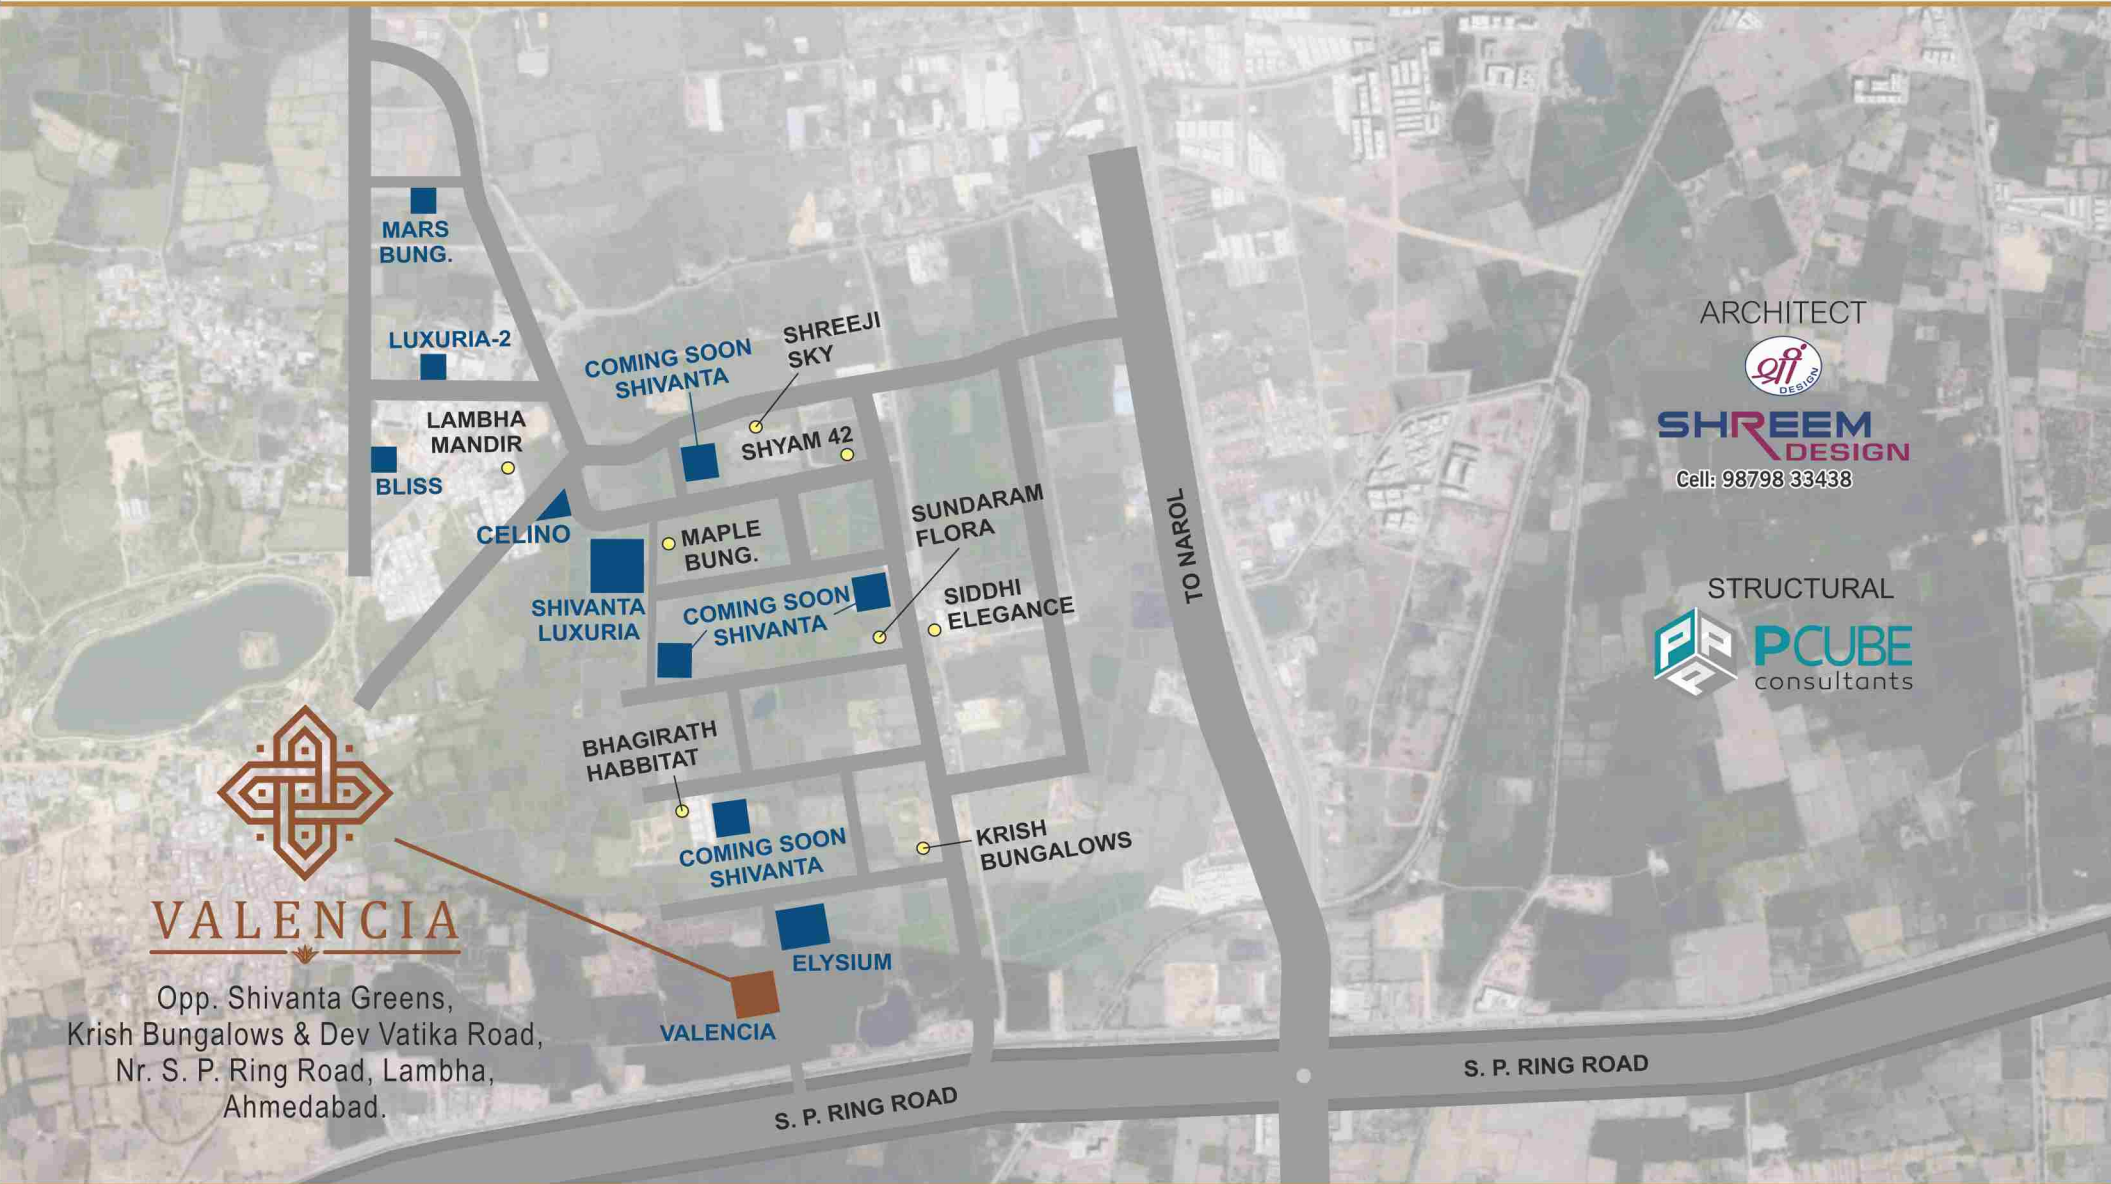 MARS
BUNG.
LUXURIA-2
LAMBHA
MANDIR
BLISS
CELINO
COMING SOON
SHIVANTA
SHREEJI
SKY
SHYAM 42
MAPLE
BUNG.
SHIVANTA
LUXURIA
COMING SOON
SHIVANTA
SUNDARAM
FLORA
SIDDHI
ELEGANCE
TO NAROL
BHAGIRATH
HABBITAT
COMING SOON
SHIVANTA
KRISH
BUNGALOWS
ELYSIUM
VALENCIA
S. P. RING ROAD
S. P. RING ROAD
VALENCIA
Opp. Shivanta Greens,
Krish Bungalows & Dev Vatika Road,
Nr. S. P. Ring Road, Lambha,
Ahmedabad.
ARCHITECT
श्रीं
DESIGN
SHREEM
DESIGN
Cell: 98798 33438
STRUCTURAL
PPP
PCUBE
consultants